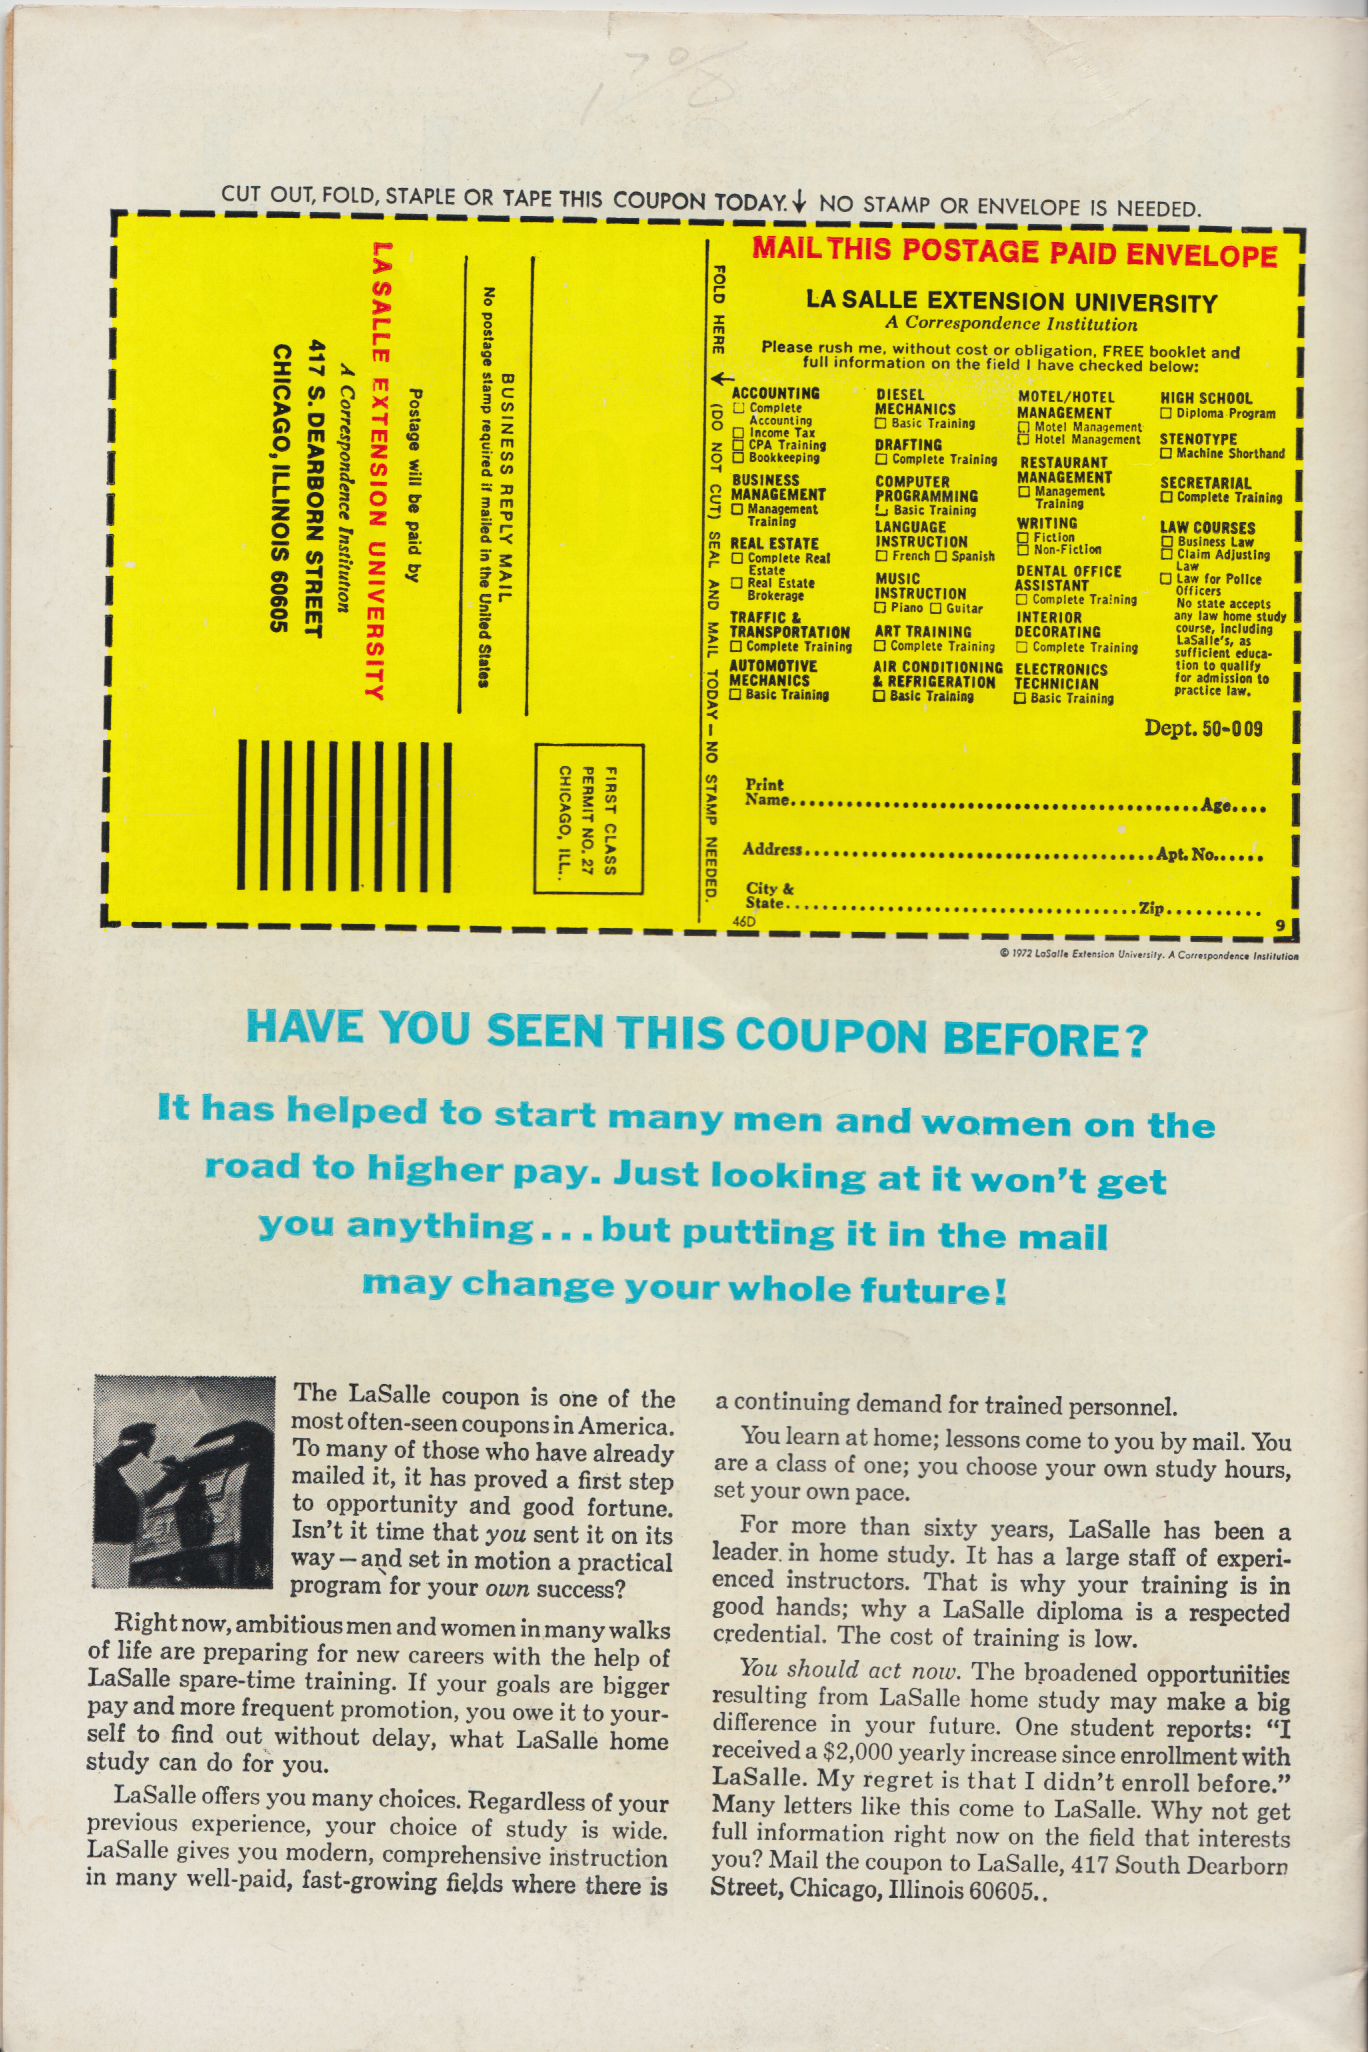 CUT OUT, FOLD, STAPLE OR TAPE THIS COUPON TODAY.↓ NO STAMP OR ENVELOPE IS NEEDED.
No postage stamp required if mailed in the United States
BUSINESS REPLY MAIL
Postage will be paid by
LASALLE EXTENSION UNIVERSITY
A Correspondence Institution
417 S. DEARBORN STREET
CHICAGO, ILLINOIS 60605
FIRST CLASS
PERMIT NO. 27
CHICAGO, ILL.
FOLD HERE → (DO NOT CUT) SEAL AND MAIL TODAY — NO STAMP NEEDED.
MAIL THIS POSTAGE PAID ENVELOPE
LA SALLE EXTENSION UNIVERSITY
A Correspondence Institution
Please rush me, without cost or obligation, FREE booklet and
full information on the field I have checked below:
ACCOUNTING
☐ Complete
Accounting
☐ Income Tax
☐ CPA Training
☐ Bookkeeping
BUSINESS
MANAGEMENT
☐ Management
Training
REAL ESTATE
☐ Complete Real
Estate
☐ Real Estate
Brokerage
TRAFFIC &
TRANSPORTATION
☐ Complete Training
AUTOMOTIVE
MECHANICS
☐ Basic Training
DIESEL
MECHANICS
☐ Basic Training
DRAFTING
☐ Complete Training
COMPUTER
PROGRAMMING
☐ Basic Training
LANGUAGE
INSTRUCTION
☐ French ☐ Spanish
MUSIC
INSTRUCTION
☐ Piano ☐ Guitar
ART TRAINING
☐ Complete Training
AIR CONDITIONING
& REFRIGERATION
☐ Basic Training
MOTEL/HOTEL
MANAGEMENT
☐ Motel Management
☐ Hotel Management
RESTAURANT
MANAGEMENT
☐ Management
Training
WRITING
☐ Fiction
☐ Non-Fiction
DENTAL OFFICE
ASSISTANT
☐ Complete Training
INTERIOR
DECORATING
☐ Complete Training
ELECTRONICS
TECHNICIAN
☐ Basic Training
HIGH SCHOOL
☐ Diploma Program
STENOTYPE
☐ Machine Shorthand
SECRETARIAL
☐ Complete Training
LAW COURSES
☐ Business Law
☐ Claim Adjusting
Law
☐ Law for Police
Officers
No state accepts
any law home study
course, including
LaSalle's, as
sufficient educa-
tion to qualify
for admission to
practice law.
Dept. 50-009
Print
Name.......... Age....
Address.......... Apt. No......
City &
State.......... Zip..........
46D 9
© 1972 LaSalle Extension University. A Correspondence Institution
HAVE YOU SEEN THIS COUPON BEFORE?
It has helped to start many men and women on the
road to higher pay. Just looking at it won't get
you anything...but putting it in the mail
may change your whole future!
The LaSalle coupon is one of the
most often-seen coupons in America.
To many of those who have already
mailed it, it has proved a first step
to opportunity and good fortune.
Isn't it time that you sent it on its
way — and set in motion a practical
program for your own success?
Right now, ambitious men and women in many walks
of life are preparing for new careers with the help of
LaSalle spare-time training. If your goals are bigger
pay and more frequent promotion, you owe it to your-
self to find out without delay, what LaSalle home
study can do for you.
LaSalle offers you many choices. Regardless of your
previous experience, your choice of study is wide.
LaSalle gives you modern, comprehensive instruction
in many well-paid, fast-growing fields where there is
a continuing demand for trained personnel.
You learn at home; lessons come to you by mail. You
are a class of one; you choose your own study hours,
set your own pace.
For more than sixty years, LaSalle has been a
leader in home study. It has a large staff of experi-
enced instructors. That is why your training is in
good hands; why a LaSalle diploma is a respected
credential. The cost of training is low.
You should act now. The broadened opportunities
resulting from LaSalle home study may make a big
difference in your future. One student reports: “I
received a $2,000 yearly increase since enrollment with
LaSalle. My regret is that I didn't enroll before.”
Many letters like this come to LaSalle. Why not get
full information right now on the field that interests
you? Mail the coupon to LaSalle, 417 South Dearborn
Street, Chicago, Illinois 60605..